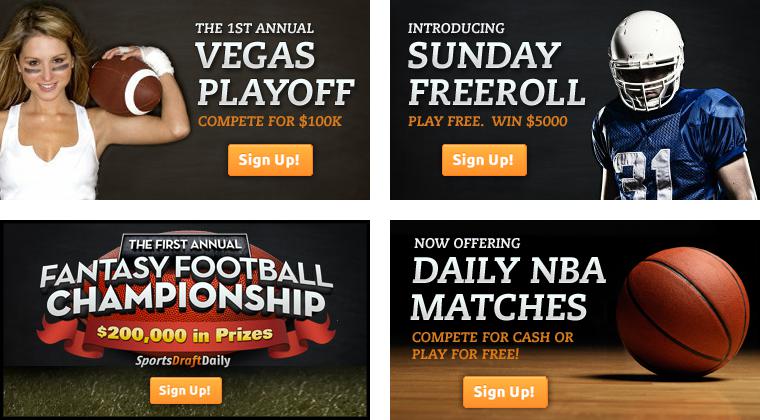 THE 1ST ANNUAL
VEGAS
PLAYOFF
COMPETE FOR $100K
Sign Up!
INTRODUCING
SUNDAY
FREEROLL
PLAY FREE. WIN $5000
Sign Up!
THE FIRST ANNUAL
FANTASY FOOTBALL
CHAMPIONSHIP
$200,000 in Prizes
SportsDraftDaily
Sign Up!
NOW OFFERING
DAILY NBA
MATCHES
COMPETE FOR CASH OR
PLAY FOR FREE!
Sign Up!